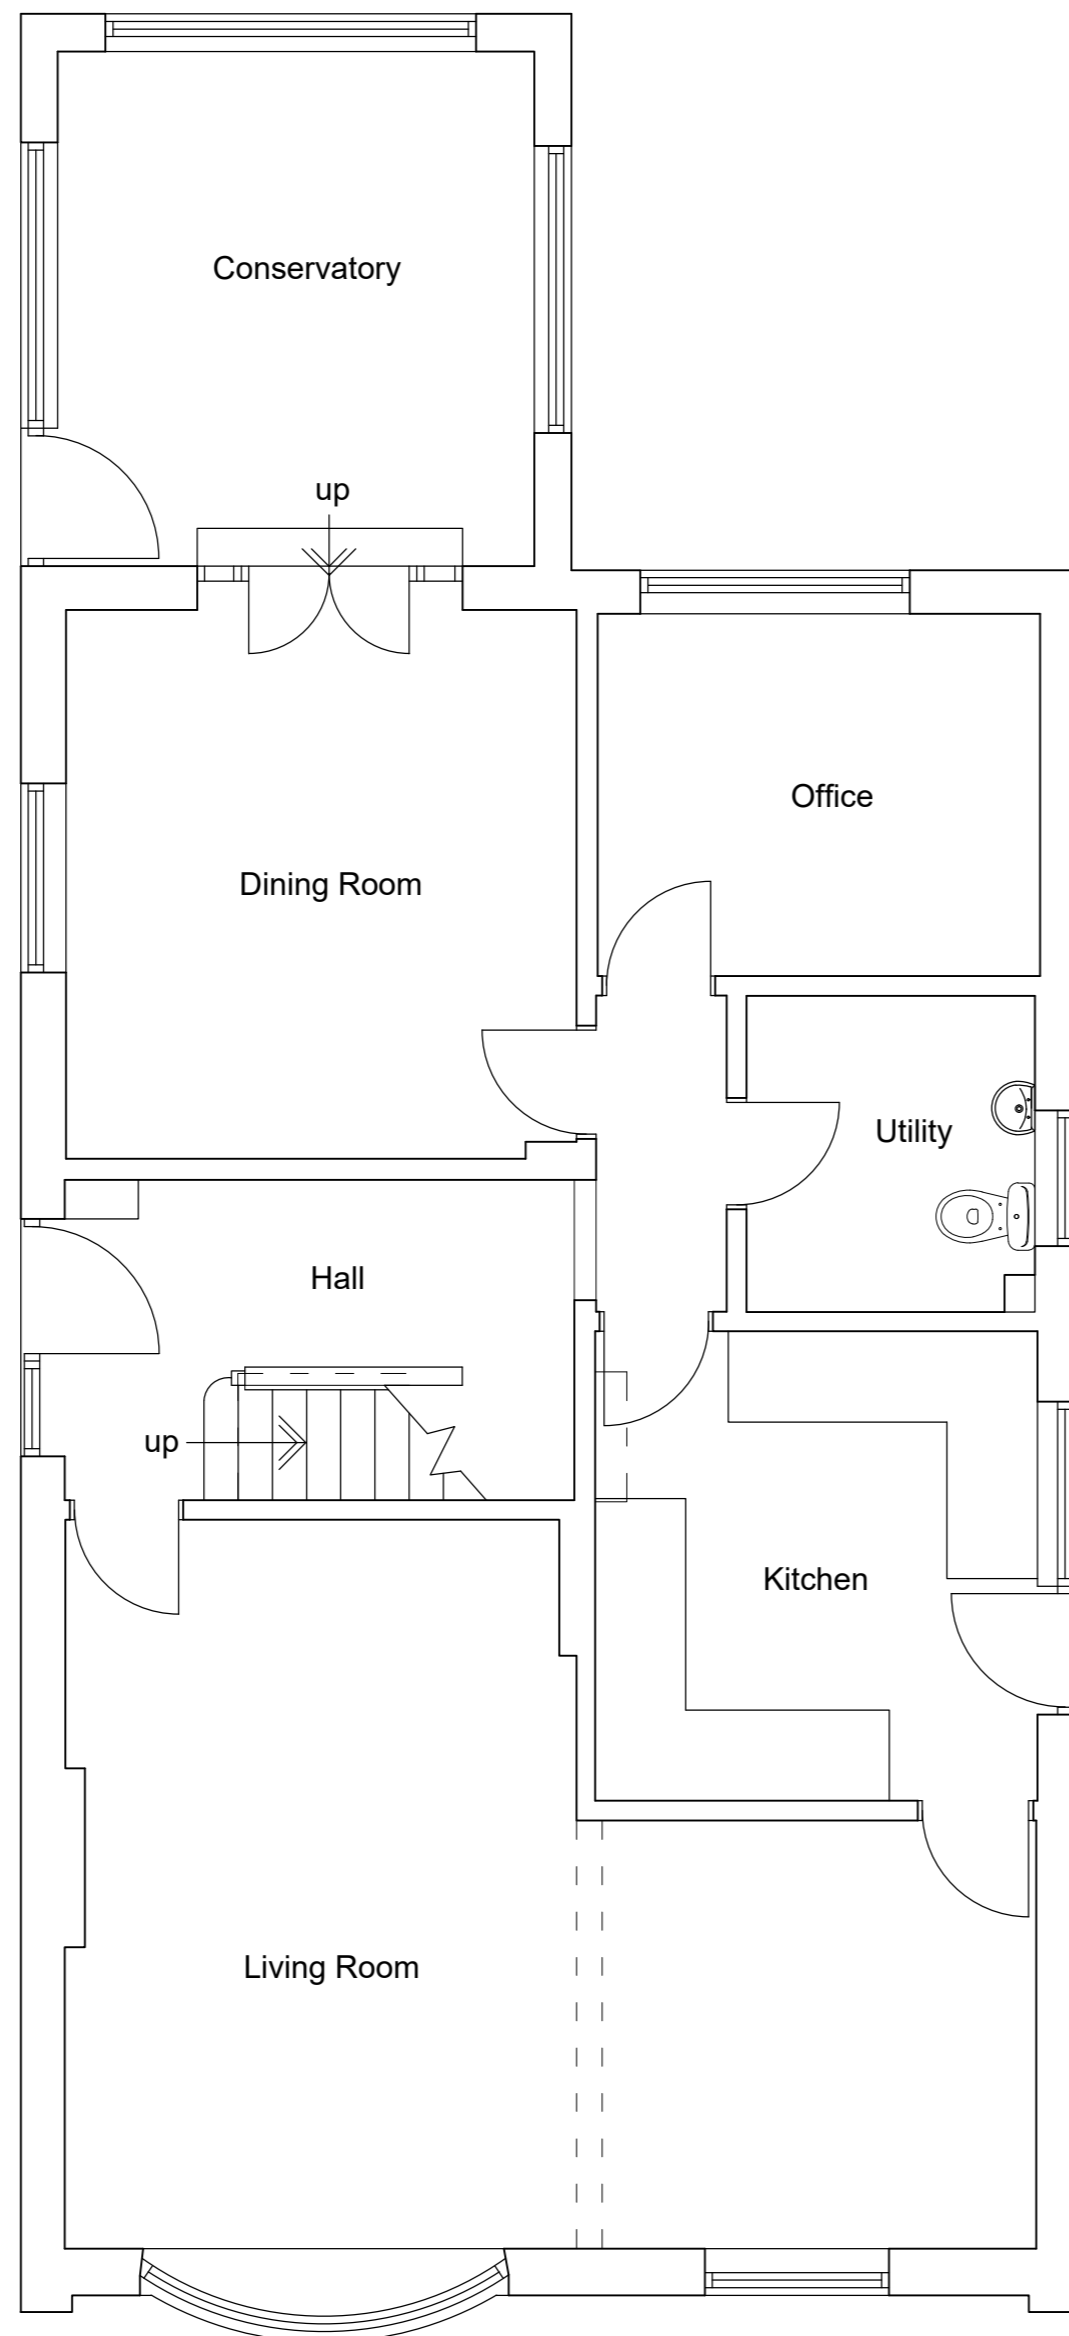 Conservatory
up
Office
Dining Room
Utility
Hall
up
Kitchen
Living Room